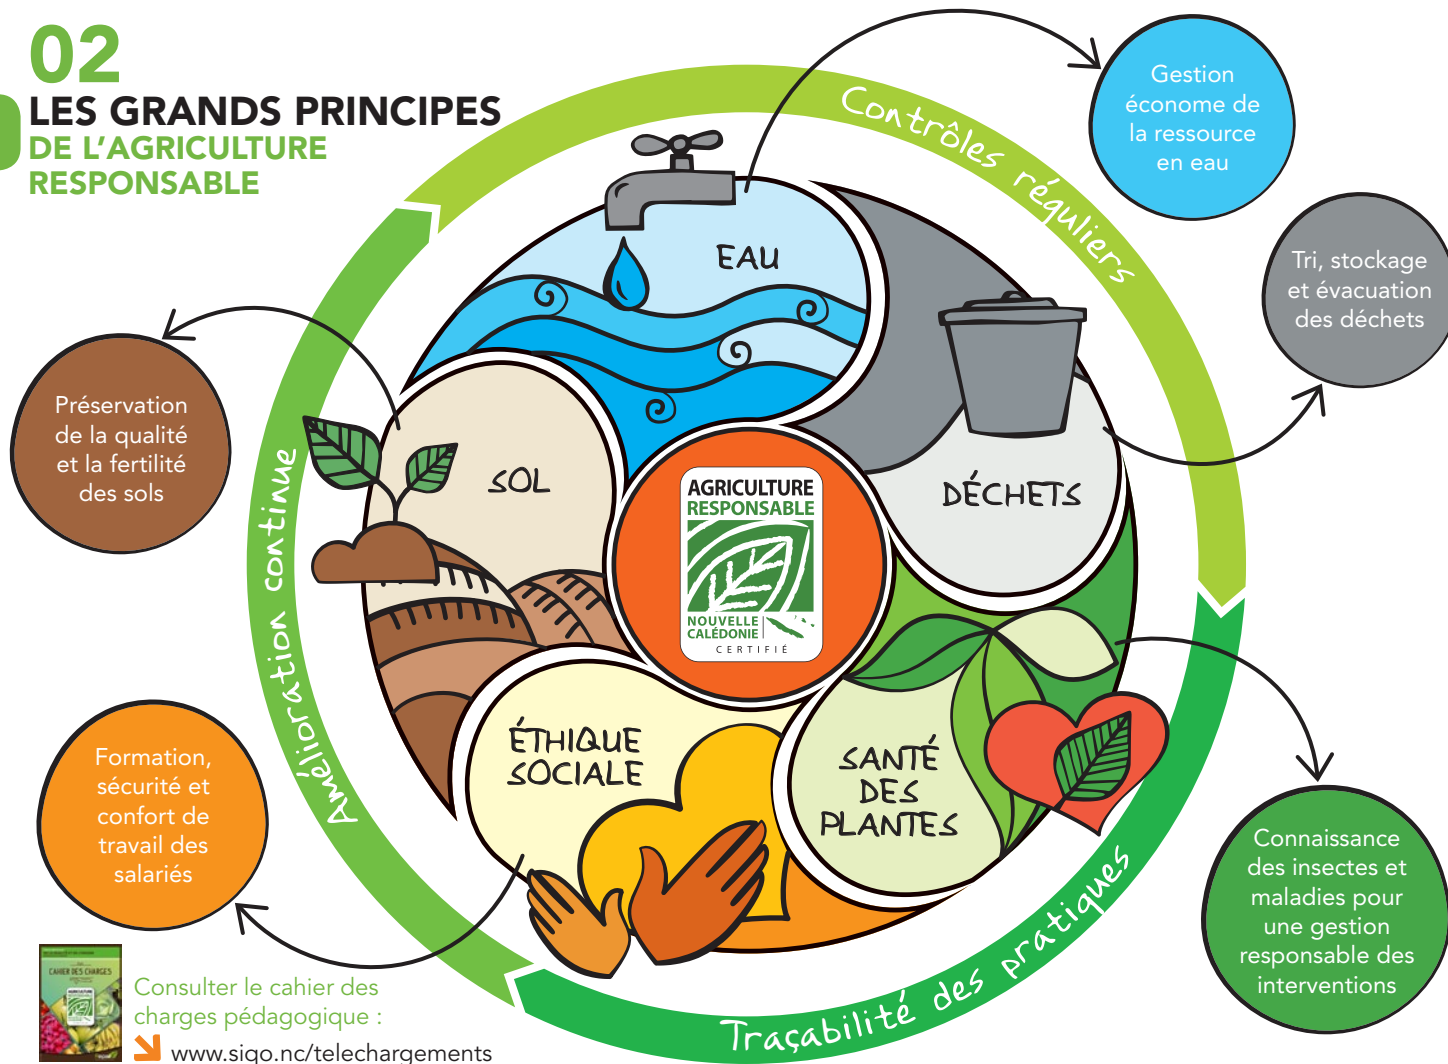 02
LES GRANDS PRINCIPES
DE L'AGRICULTURE
RESPONSABLE
Contrôles réguliers
Traçabilité des pratiques
Amélioration continue
Gestion
économe de
la ressource
en eau
Tri, stockage
et évacuation
des déchets
Préservation
de la qualité
et la fertilité
des sols
Formation,
sécurité et
confort de
travail des
salariés
Connaissance
des insectes et
maladies pour
une gestion
responsable des
interventions
EAU
DÉCHETS
SOL
ÉTHIQUE
SOCIALE
SANTÉ
DES
PLANTES
AGRICULTURE
RESPONSABLE
NOUVELLE
CALÉDONIE
CERTIFIÉ
CAHIER DES CHARGES
Consulter le cahier des
charges pédagogique :
www.siqo.nc/telechargements